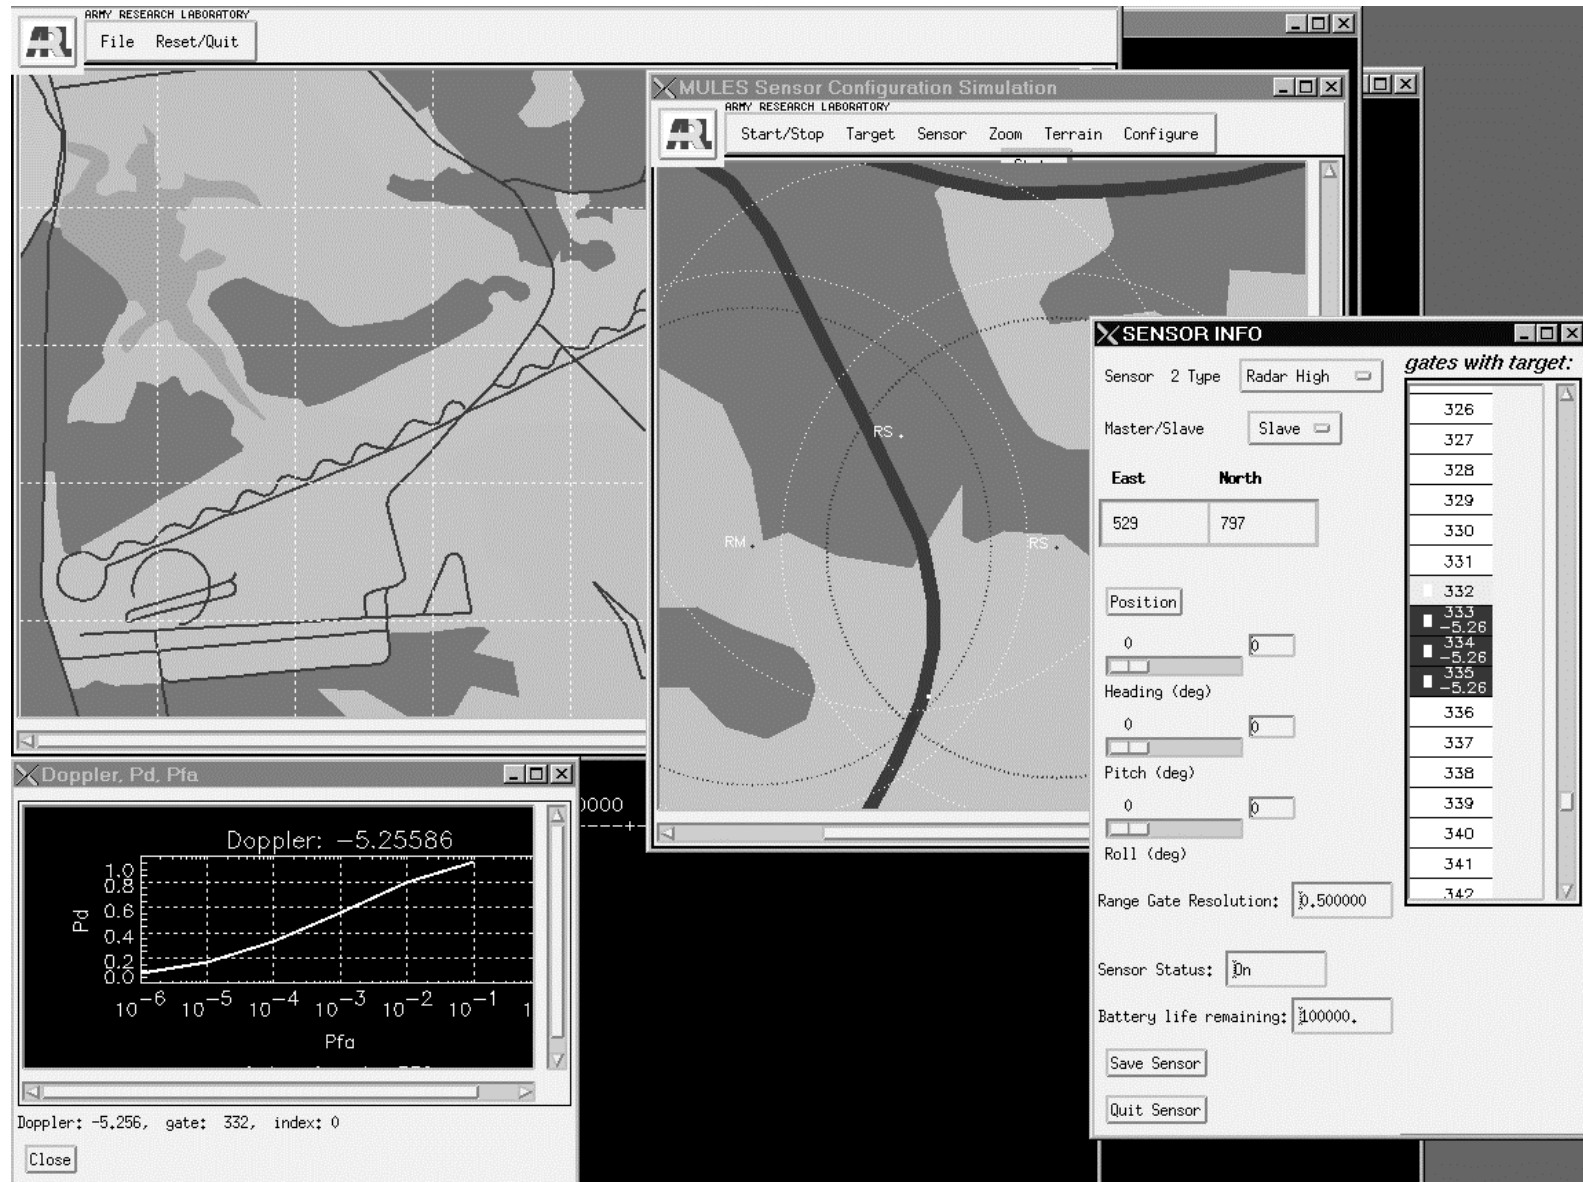 ARMY RESEARCH LABORATORY
ARL
File Reset/Quit
MULES Sensor Configuration Simulation
ARMY RESEARCH LABORATORY
ARL
Start/Stop Target Sensor Zoom Terrain Configure
RS
RM
RS
SENSOR INFO
Sensor 2 Type Radar High
Master/Slave Slave
East North
529 797
Position
0
0
Heading (deg)
0
0
Pitch (deg)
0
0
Roll (deg)
Range Gate Resolution: 0.500000
Sensor Status: On
Battery life remaining: 100000.
Save Sensor
Quit Sensor
gates with target:
326
327
328
329
330
331
332
333
-5.26
334
-5.26
335
-5.26
336
337
338
339
340
341
342
Doppler, Pd, Pfa
Doppler: -5.25586
Pd
1.0
0.8
0.6
0.4
0.2
0.0
10-6 10-5 10-4 10-3 10-2 10-1 1
Pfa
Doppler: -5.256, gate: 332, index: 0
Close
0000